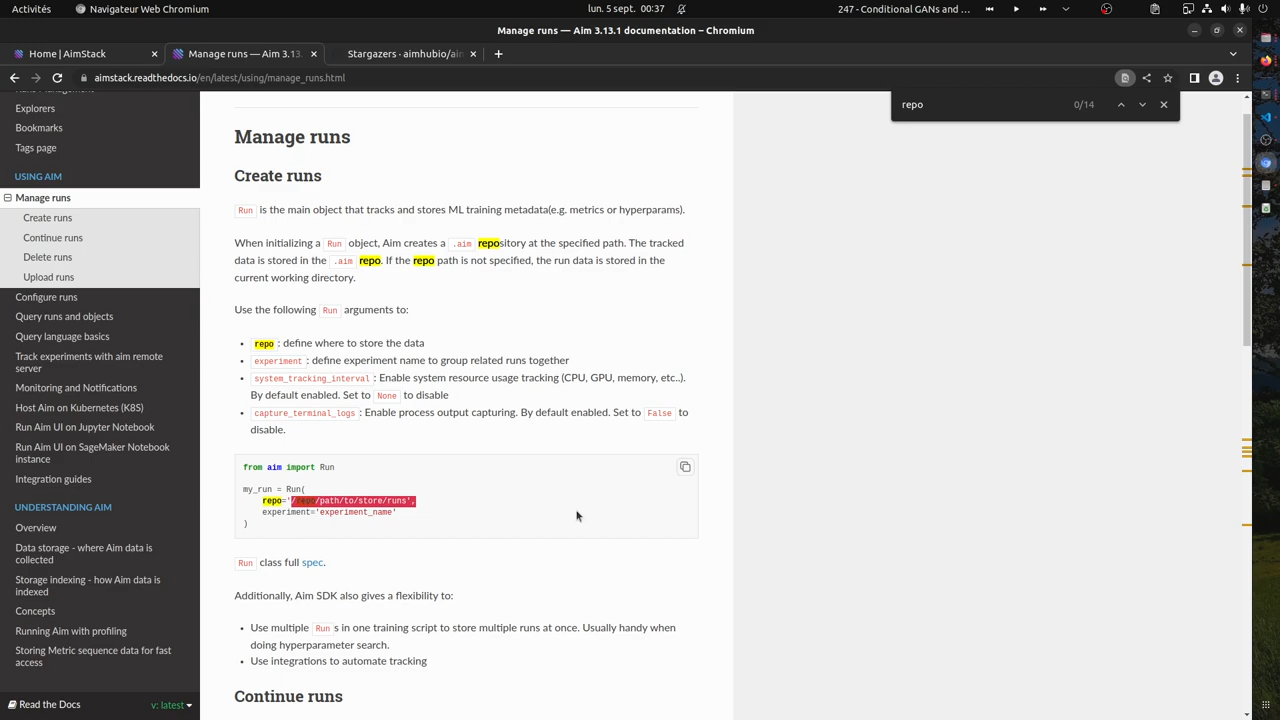 Activities
lun. 5 sept. 00:37
247 - Conditional GANs and ...
Manage runs — Aim 3.13.1 documentation – Chromium
Home | AimStack
Manage runs — Aim 3.13.
Stargazers · aimhubio/ai
aimstack.readthedocs.io/en/latest/using/manage_runs.html
repo
0/14
Explorers
Bookmarks
Tags page
USING AIM
Manage runs
Create runs
Continue runs
Delete runs
Upload runs
Configure runs
Query runs and objects
Query language basics
Track experiments with aim remote
server
Monitoring and Notifications
Host Aim on Kubernetes (K8S)
Run Aim UI on Jupyter Notebook
Run Aim UI on SageMaker Notebook
instance
Integration guides
UNDERSTANDING AIM
Overview
Data storage - where Aim data is
collected
Storage indexing - how Aim data is
indexed
Concepts
Running Aim with profiling
Storing Metric sequence data for fast
access
Read the Docs
v: latest
Manage runs
Create runs
Run is the main object that tracks and stores ML training metadata(e.g. metrics or hyperparams).
When initializing a Run object, Aim creates a .aim repository at the specified path. The tracked
data is stored in the .aim repo. If the repo path is not specified, the run data is stored in the
current working directory.
Use the following Run arguments to:
• repo : define where to store the data
• experiment : define experiment name to group related runs together
• system_tracking_interval : Enable system resource usage tracking (CPU, GPU, memory, etc..).
By default enabled. Set to None to disable
• capture_terminal_logs : Enable process output capturing. By default enabled. Set to False to
disable.
from aim import Run
my_run = Run(
repo='/repo/path/to/store/runs',
experiment='experiment_name'
)
Run class full spec.
Additionally, Aim SDK also gives a flexibility to:
• Use multiple Run s in one training script to store multiple runs at once. Usually handy when
doing hyperparameter search.
• Use integrations to automate tracking
Continue runs